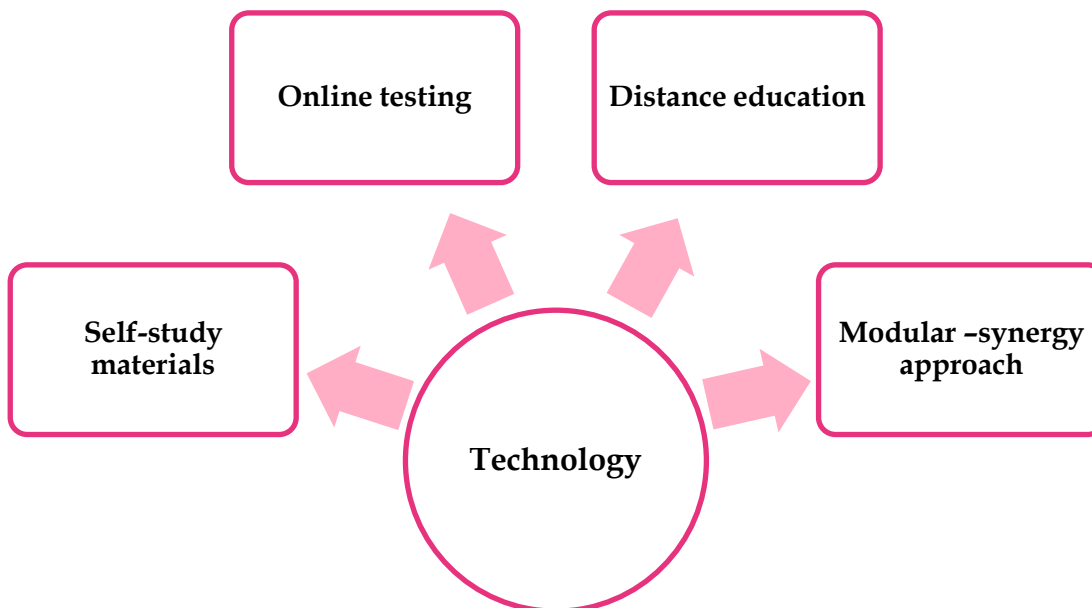 Online testing
Distance education
Self-study
materials
Modular –synergy
approach
Technology